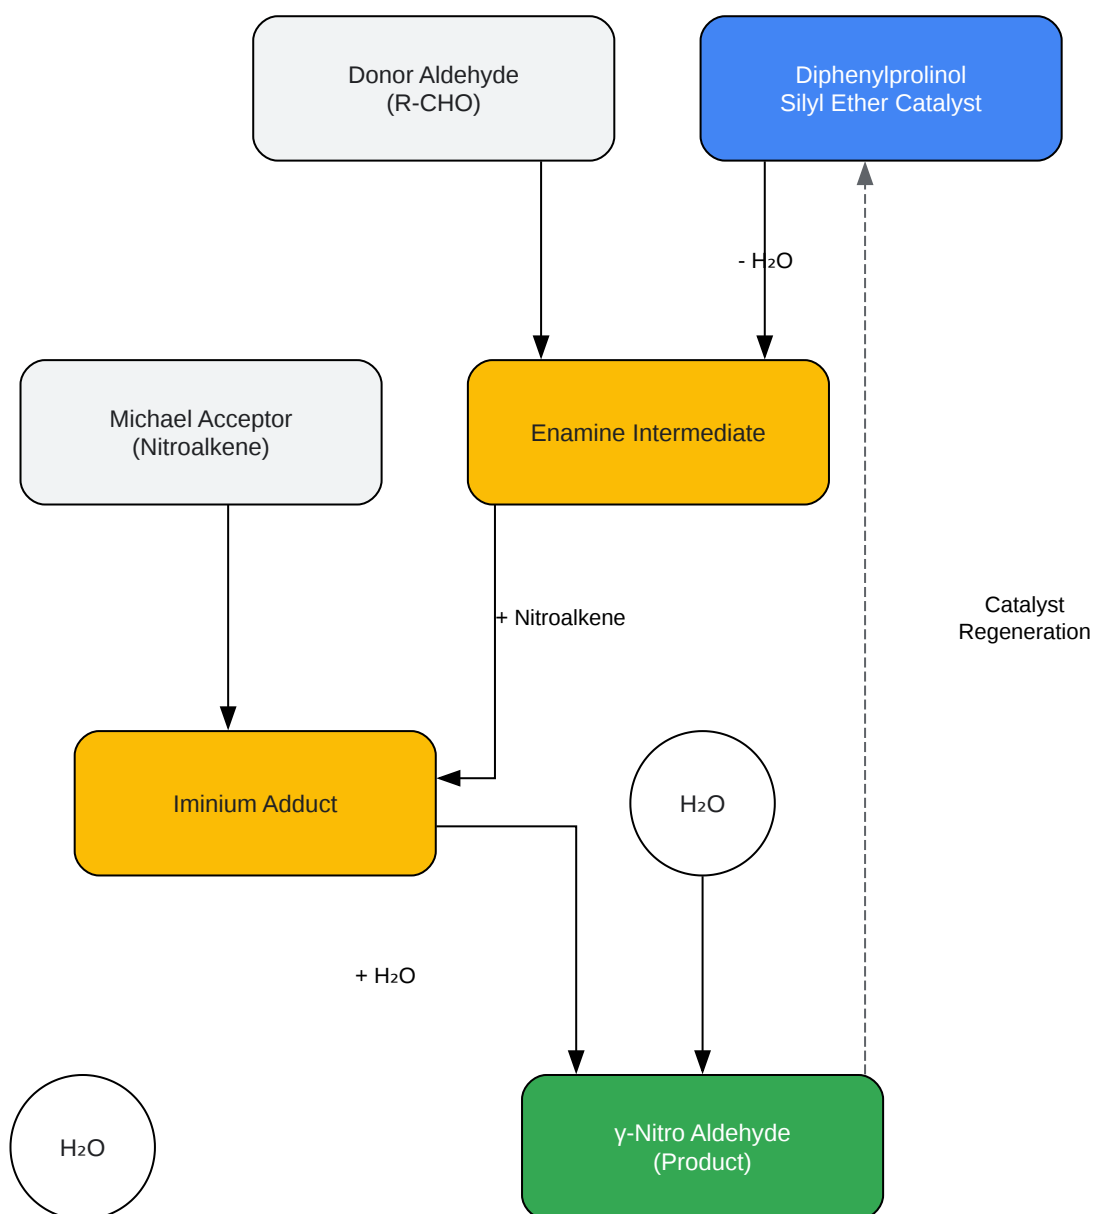 Donor Aldehyde
(R-CHO)
Diphenylprolinol
Silyl Ether Catalyst
- H₂O
Michael Acceptor
(Nitroalkene)
Enamine Intermediate
+ Nitroalkene
Catalyst
Regeneration
Iminium Adduct
H₂O
+ H₂O
H₂O
γ-Nitro Aldehyde
(Product)